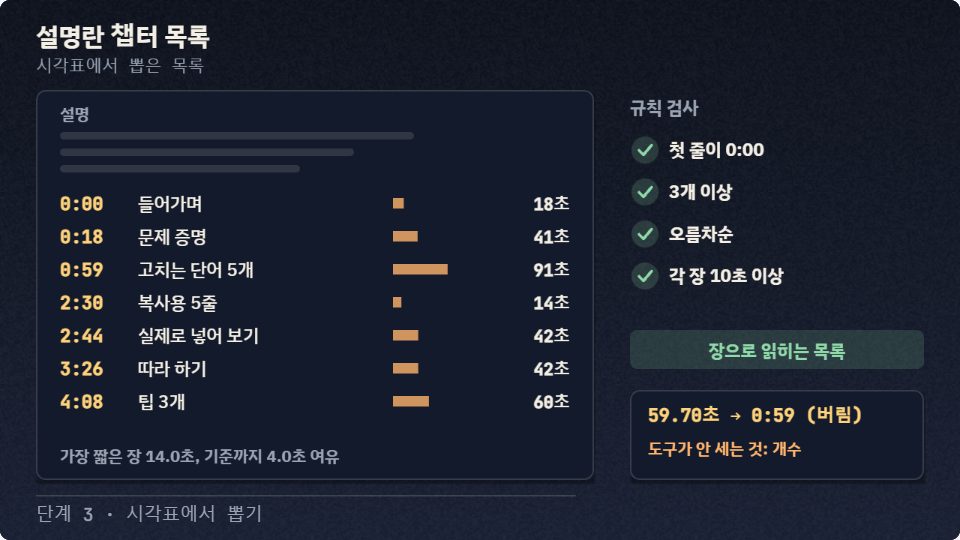 설명란 챕터 목록
시각표에서 뽑은 목록
설명
0:00 들어가며 18초
0:18 문제 증명 41초
0:59 고치는 단어 5개 91초
2:30 복사용 5줄 14초
2:44 실제로 넣어 보기 42초
3:26 따라 하기 42초
4:08 팁 3개 60초
가장 짧은 장 14.0초, 기준까지 4.0초 여유
규칙 검사
첫 줄이 0:00
3개 이상
오름차순
각 장 10초 이상
장으로 읽히는 목록
59.70초 → 0:59 (버림)
도구가 안 세는 것: 개수
단계 3 · 시각표에서 뽑기